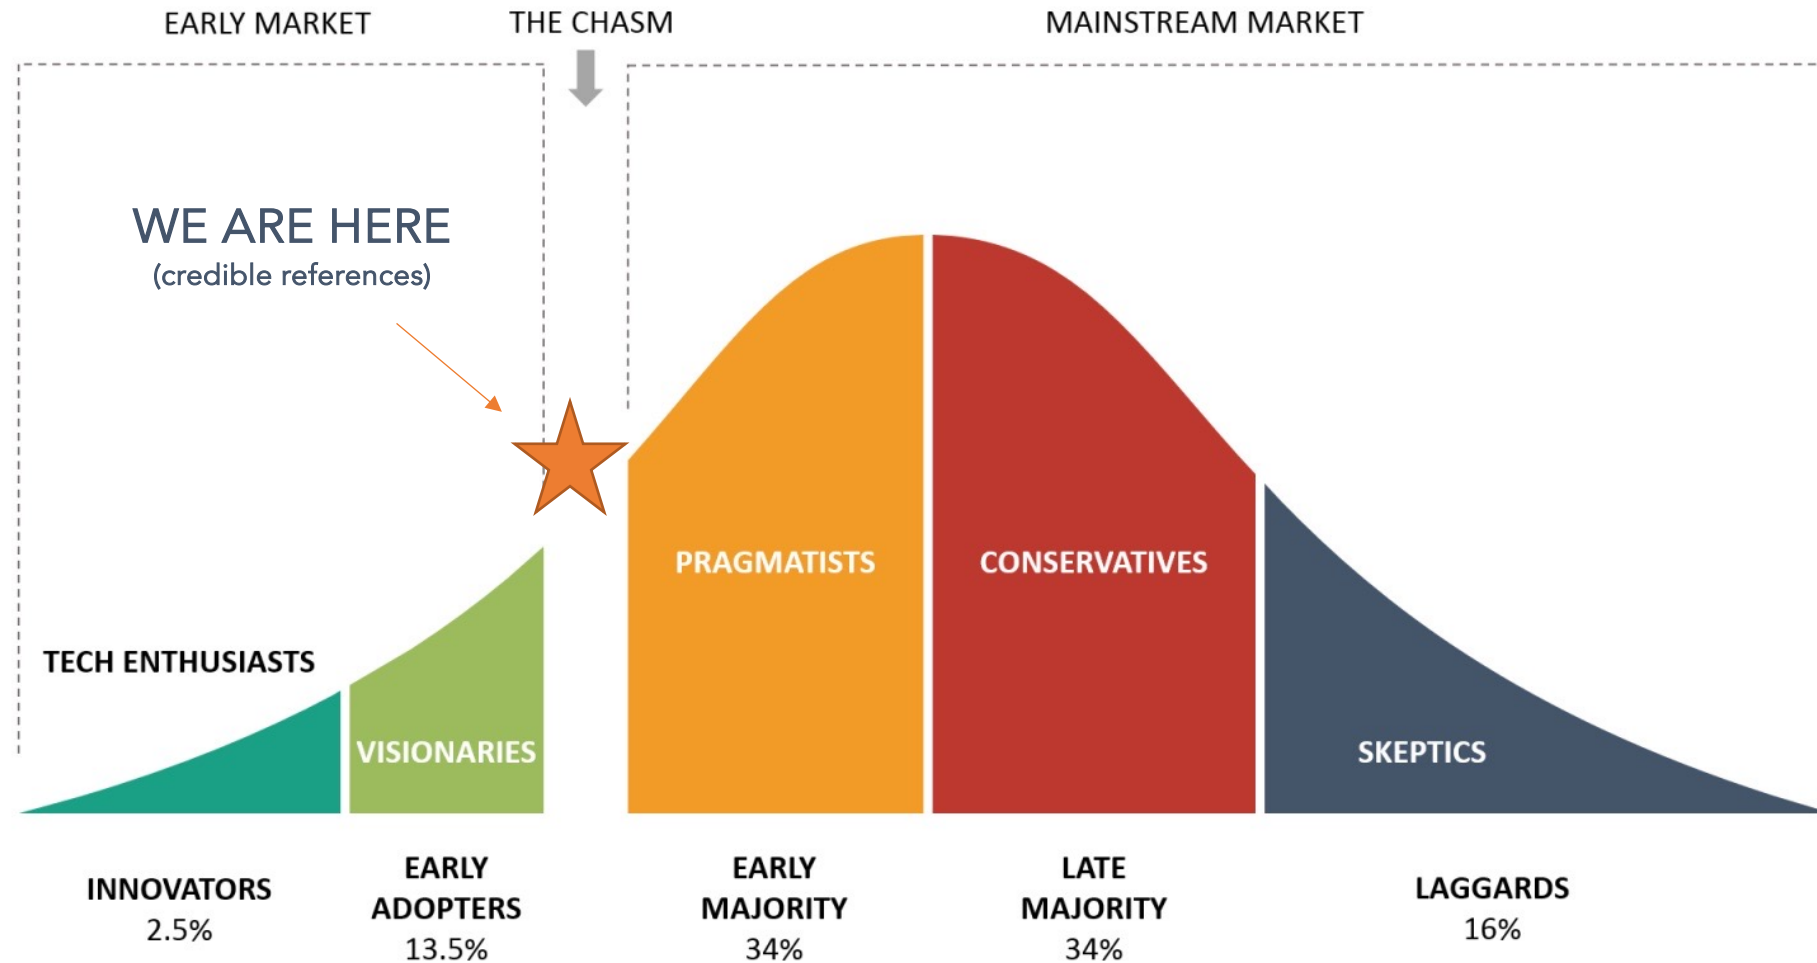 EARLY MARKET
THE CHASM
MAINSTREAM MARKET
WE ARE HERE
(credible references)
TECH ENTHUSIASTS
VISIONARIES
PRAGMATISTS
CONSERVATIVES
SKEPTICS
INNOVATORS
2.5%
EARLY
ADOPTERS
13.5%
EARLY
MAJORITY
34%
LATE
MAJORITY
34%
LAGGARDS
16%